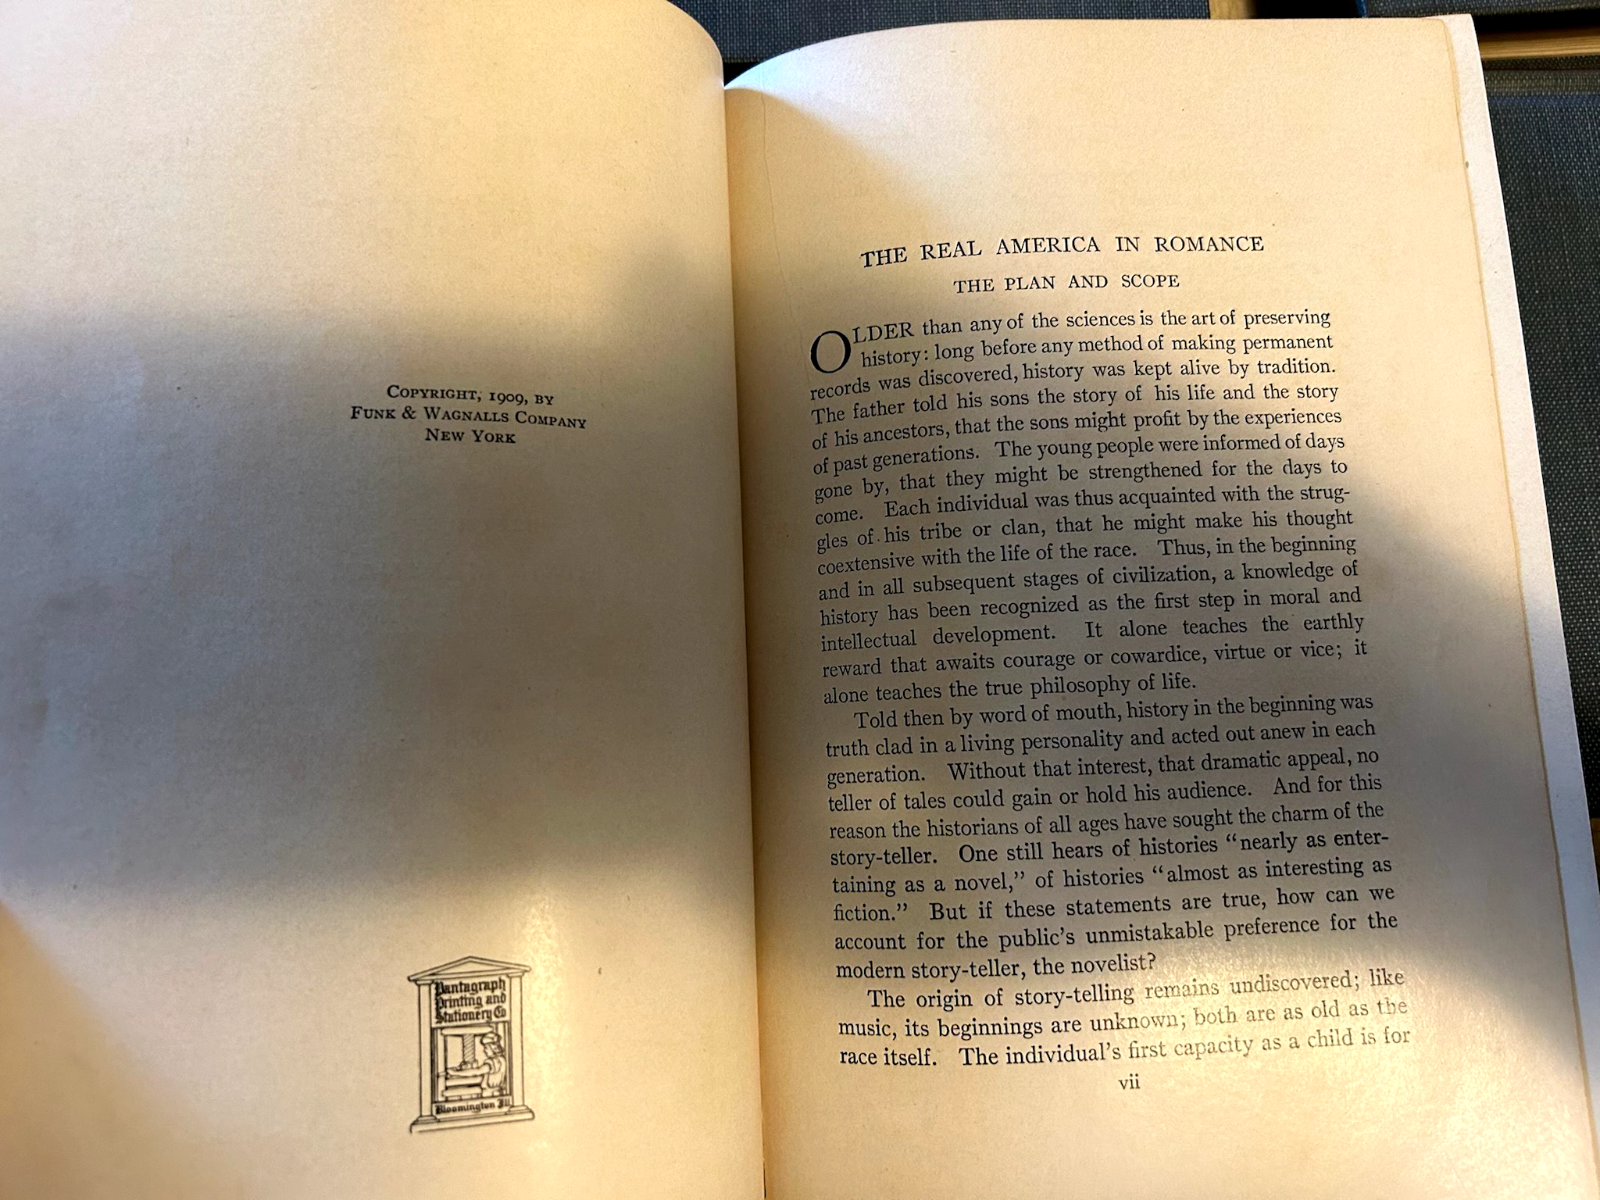 COPYRIGHT, 1909, BY
FUNK & WAGNALLS COMPANY
NEW YORK
Pantagraph
Printing and
Stationery Co
Bloomington Ill
THE REAL AMERICA IN ROMANCE
THE PLAN AND SCOPE
OLDER than any of the sciences is the art of preserving
history: long before any method of making permanent
records was discovered, history was kept alive by tradition.
The father told his sons the story of his life and the story
of his ancestors, that the sons might profit by the experiences
of past generations. The young people were informed of days
gone by, that they might be strengthened for the days to
come. Each individual was thus acquainted with the strug-
gles of his tribe or clan, that he might make his thought
coextensive with the life of the race. Thus, in the beginning
and in all subsequent stages of civilization, a knowledge of
history has been recognized as the first step in moral and
intellectual development. It alone teaches the earthly
reward that awaits courage or cowardice, virtue or vice; it
alone teaches the true philosophy of life.
Told then by word of mouth, history in the beginning was
truth clad in a living personality and acted out anew in each
generation. Without that interest, that dramatic appeal, no
teller of tales could gain or hold his audience. And for this
reason the historians of all ages have sought the charm of the
story-teller. One still hears of histories “nearly as enter-
taining as a novel,” of histories “almost as interesting as
fiction.” But if these statements are true, how can we
account for the public's unmistakable preference for the
modern story-teller, the novelist?
The origin of story-telling remains undiscovered; like
music, its beginnings are unknown; both are as old as the
race itself. The individual's first capacity as a child is for
vii